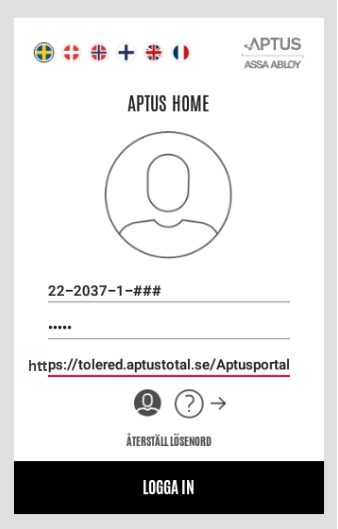 APTUS
ASSA ABLOY
APTUS HOME
22-2037-1-###
•••••
https://tolered.aptustotal.se/Aptusportal
?
ÅTERSTÄLL LÖSENORD
LOGGA IN